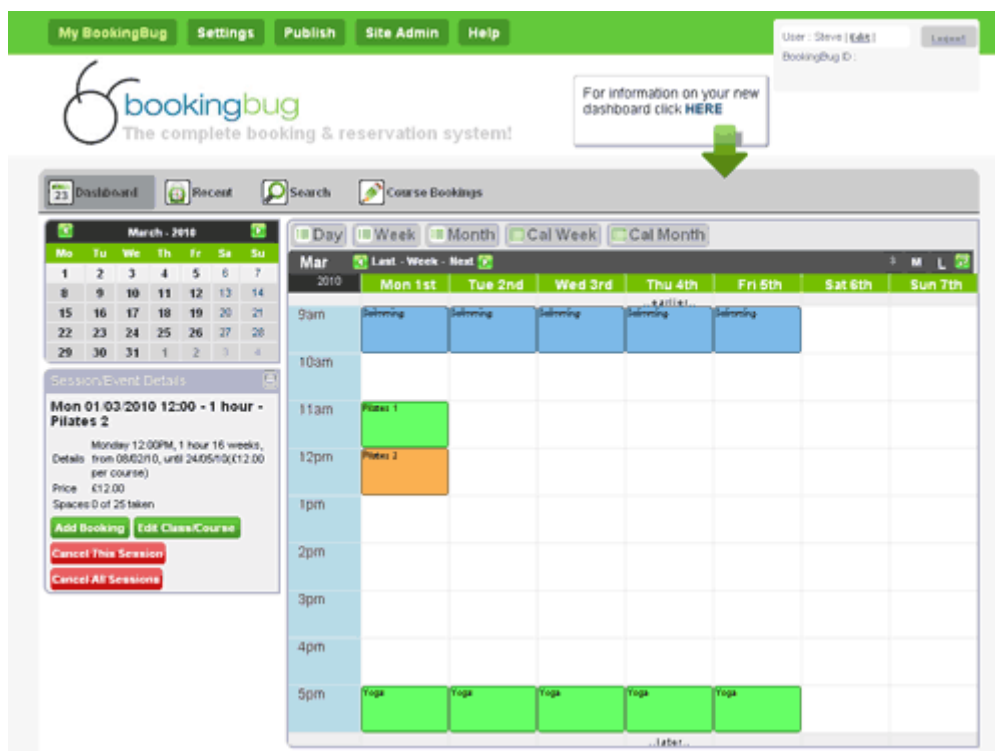 My BookingBug Settings Publish Site Admin Help
User : Steve | Edit | Logout
BookingBug ID :
bookingbug
The complete booking & reservation system!
For information on your new
dashboard click HERE
23 Dashboard Recent Search Course Bookings
March - 2010
Mo Tu We Th Fr Sa Su
1 2 3 4 5 6 7
8 9 10 11 12 13 14
15 16 17 18 19 20 21
22 23 24 25 26 27 28
29 30 31 1 2 3 4
Session/Event Details
Mon 01/03/2010 12:00 - 1 hour -
Pilates 2
Monday 12:00PM, 1 hour 16 weeks,
Details from 08/02/10, until 24/05/10(£12.00
per course)
Price £12.00
Spaces 0 of 25 taken
Add Booking Edit Class/Course
Cancel This Session
Cancel All Sessions
Day Week Month Cal Week Cal Month
Mar Last - Week - Next M L
2010 Mon 1st Tue 2nd Wed 3rd Thu 4th Fri 5th Sat 6th Sun 7th
..earlier..
9am Swimming Swimming Swimming Swimming Swimming
10am
11am Pilates 1
12pm Pilates 2
1pm
2pm
3pm
4pm
5pm Yoga Yoga Yoga Yoga Yoga
..later..